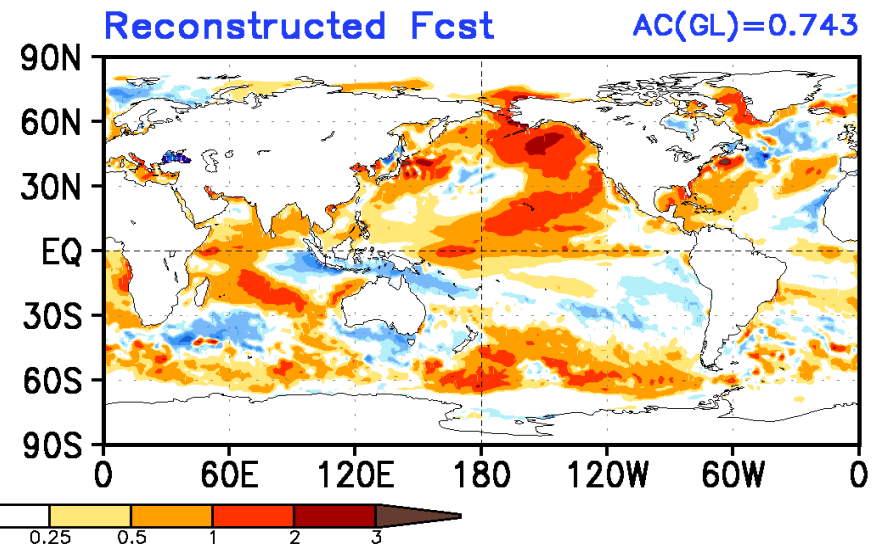 Reconstructed Fcst AC(GL)=0.743
90N
60N
30N
EQ
30S
60S
90S
0 60E 120E 180 120W 60W 0
0.25 0.5 1 2 3